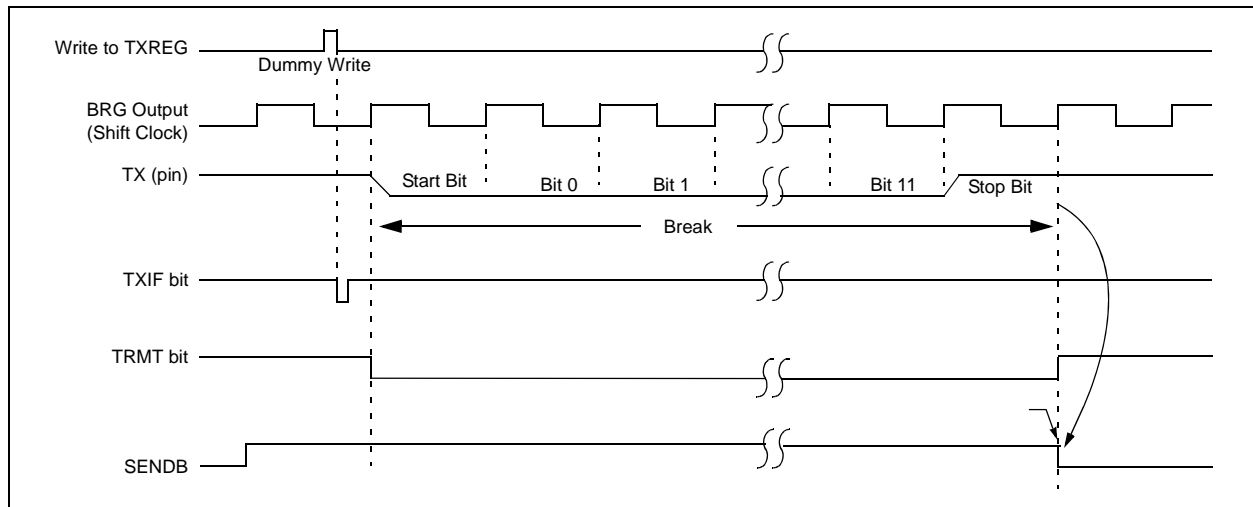 Write to TXREG
Dummy Write
BRG Output
(Shift Clock)
TX (pin)
Start Bit
Bit 0
Bit 1
Bit 11
Stop Bit
Break
TXIF bit
TRMT bit
SENDB